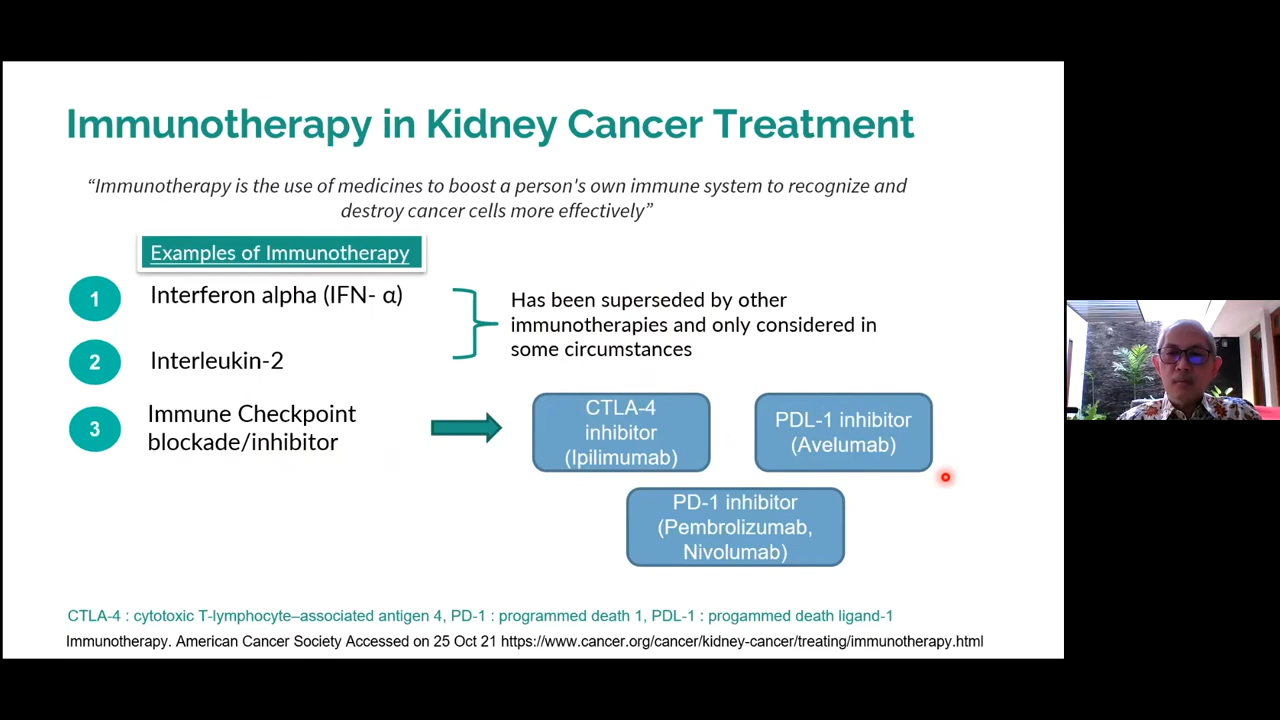 Immunotherapy in Kidney Cancer Treatment
“Immunotherapy is the use of medicines to boost a person's own immune system to recognize and
destroy cancer cells more effectively”
Examples of Immunotherapy
1
Interferon alpha (IFN- α)
2
Interleukin-2
Has been superseded by other
immunotherapies and only considered in
some circumstances
3
Immune Checkpoint
blockade/inhibitor
CTLA-4
inhibitor
(Ipilimumab)
PDL-1 inhibitor
(Avelumab)
PD-1 inhibitor
(Pembrolizumab,
Nivolumab)
CTLA-4 : cytotoxic T-lymphocyte–associated antigen 4, PD-1 : programmed death 1, PDL-1 : progammed death ligand-1
Immunotherapy. American Cancer Society Accessed on 25 Oct 21 https://www.cancer.org/cancer/kidney-cancer/treating/immunotherapy.html